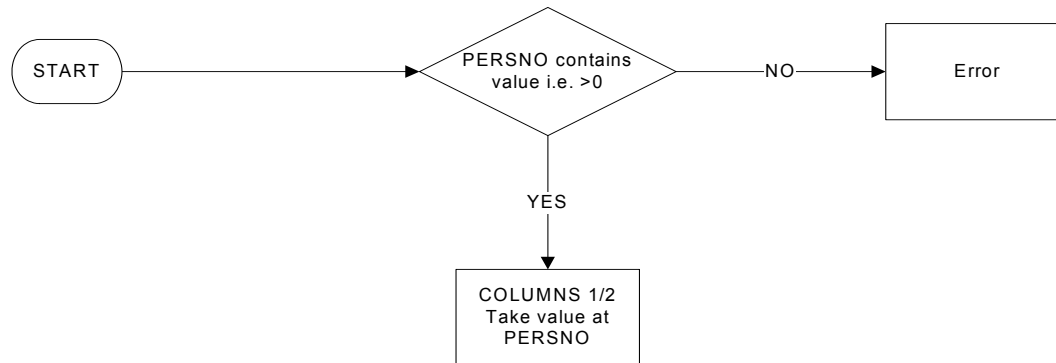 START
PERSNO contains
value i.e. >0
NO
Error
YES
COLUMNS 1/2
Take value at
PERSNO